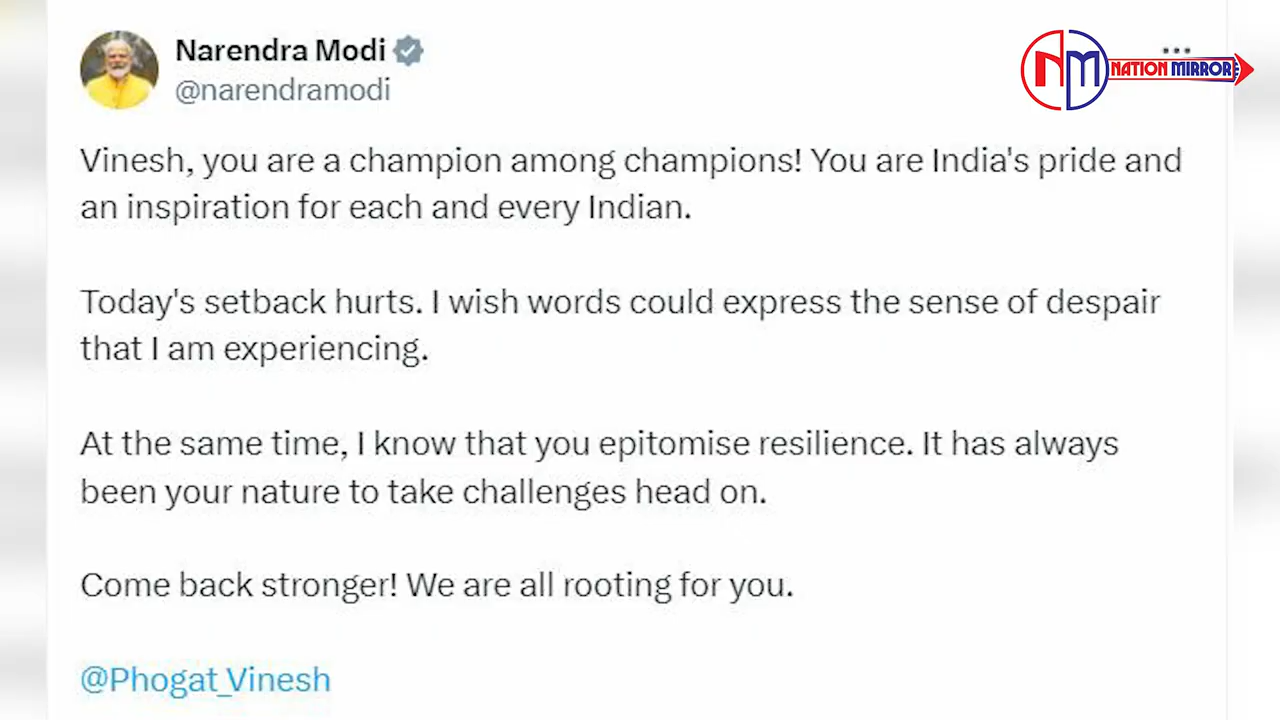 Narendra Modi
@narendramodi
NM NATION MIRROR
Vinesh, you are a champion among champions! You are India's pride and
an inspiration for each and every Indian.
Today's setback hurts. I wish words could express the sense of despair
that I am experiencing.
At the same time, I know that you epitomise resilience. It has always
been your nature to take challenges head on.
Come back stronger! We are all rooting for you.
@Phogat_Vinesh